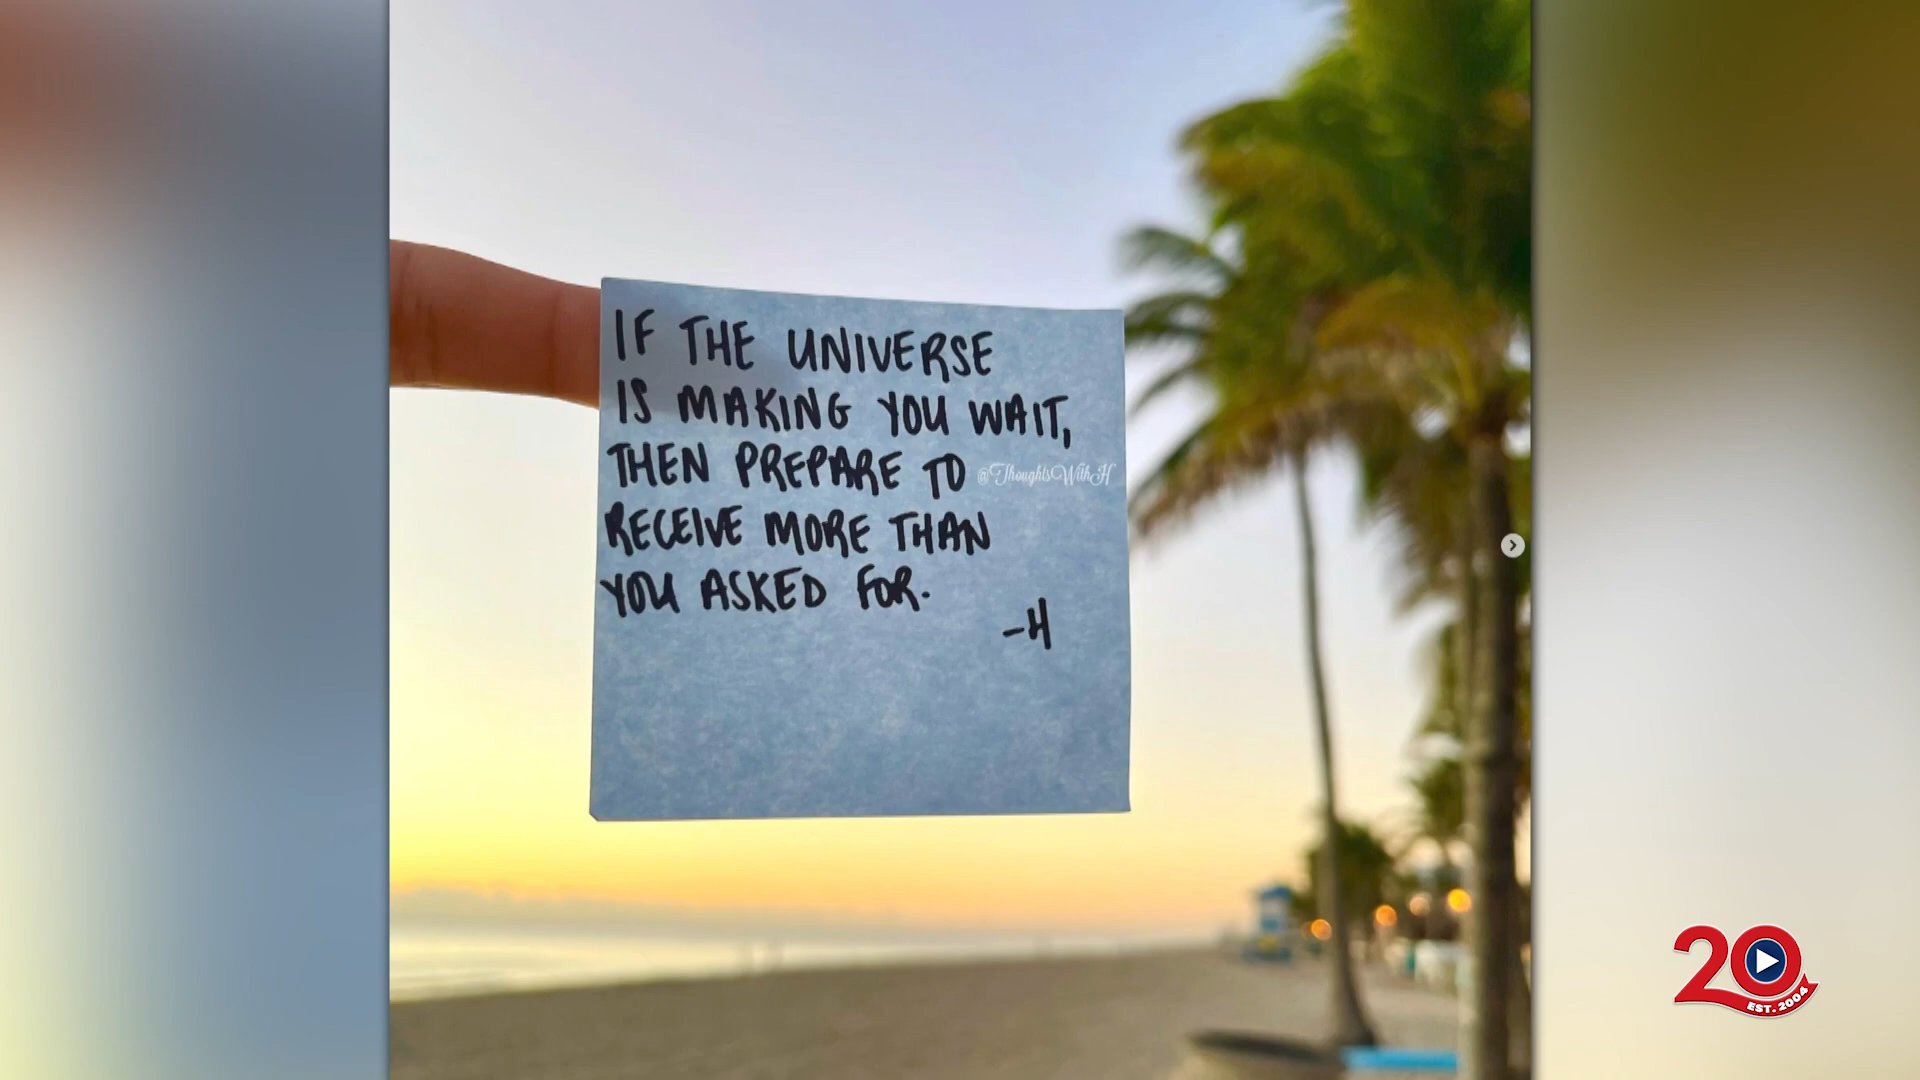 IF THE UNIVERSE
IS MAKING YOU WAIT,
THEN PREPARE TO
@ThoughtsWithH
RECEIVE MORE THAN
YOU ASKED FOR.
-H
20
EST. 2004